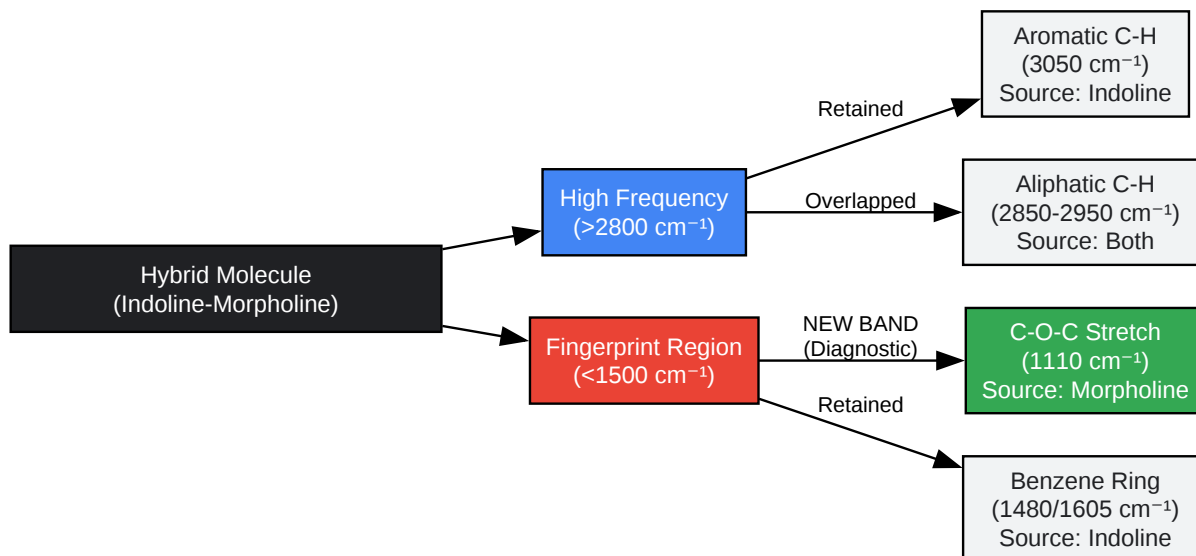 Hybrid Molecule
(Indoline-Morpholine)
High Frequency
(>2800 cm⁻¹)
Fingerprint Region
(<1500 cm⁻¹)
Retained
Overlapped
NEW BAND
(Diagnostic)
Retained
Aromatic C-H
(3050 cm⁻¹)
Source: Indoline
Aliphatic C-H
(2850-2950 cm⁻¹)
Source: Both
C-O-C Stretch
(1110 cm⁻¹)
Source: Morpholine
Benzene Ring
(1480/1605 cm⁻¹)
Source: Indoline